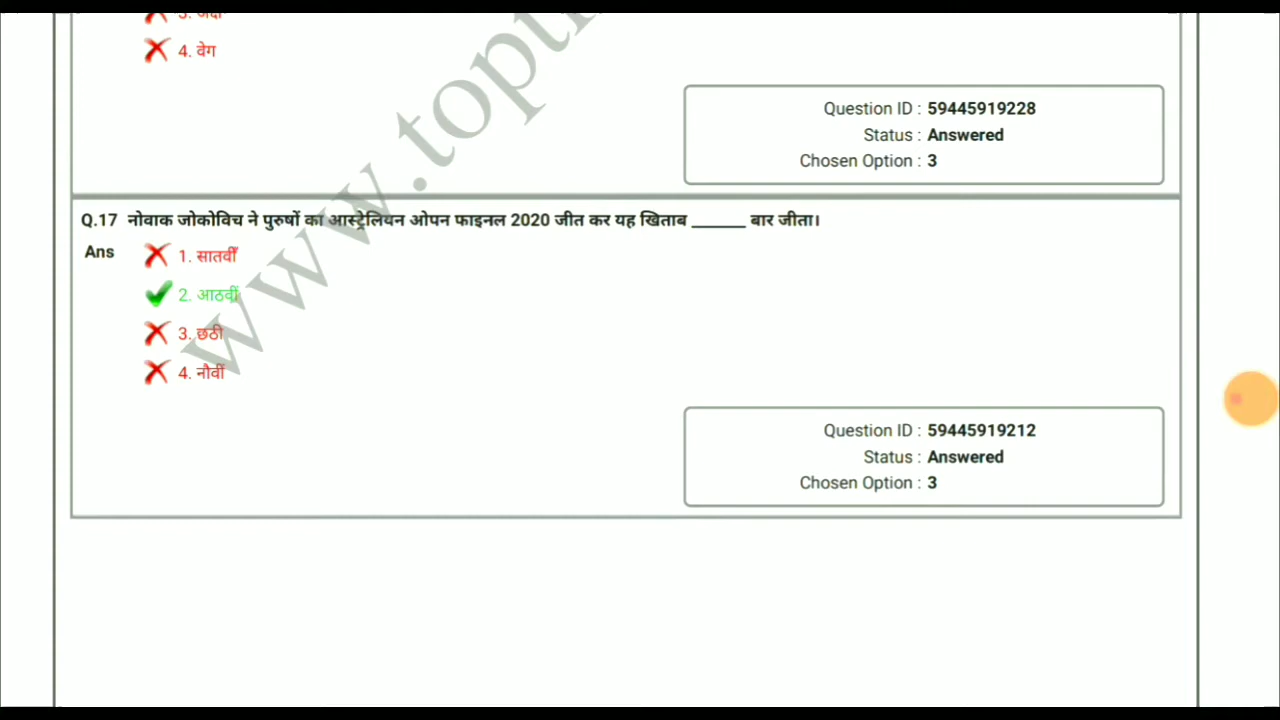 4. वेग
Question ID : 59445919228
Status : Answered
Chosen Option : 3
Q.17 नोवाक जोकोविच ने पुरुषों का आस्ट्रेलियन ओपन फाइनल 2020 जीत कर यह खिताब ______ बार जीता।
Ans
1. सातवीं
2. आठवीं
3. छठी
4. नौवीं
Question ID : 59445919212
Status : Answered
Chosen Option : 3